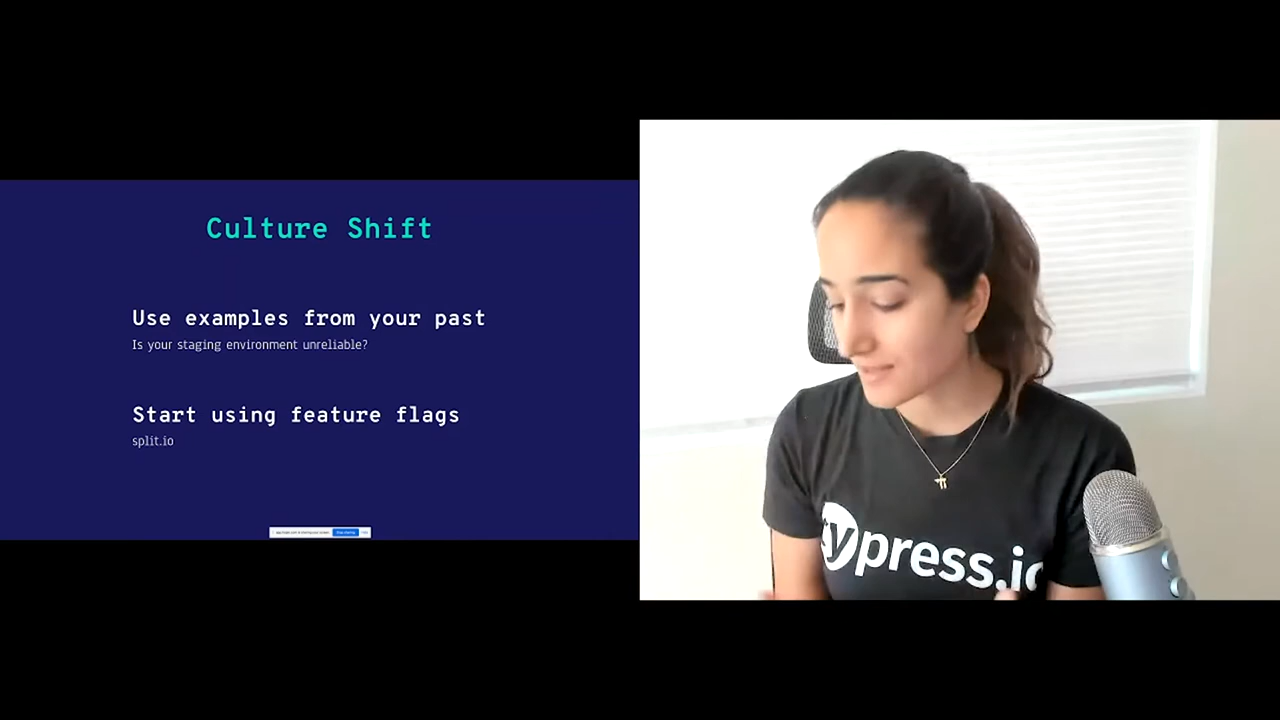 Culture Shift
Use examples from your past
Is your staging environment unreliable?
Start using feature flags
split.io
cypress.io